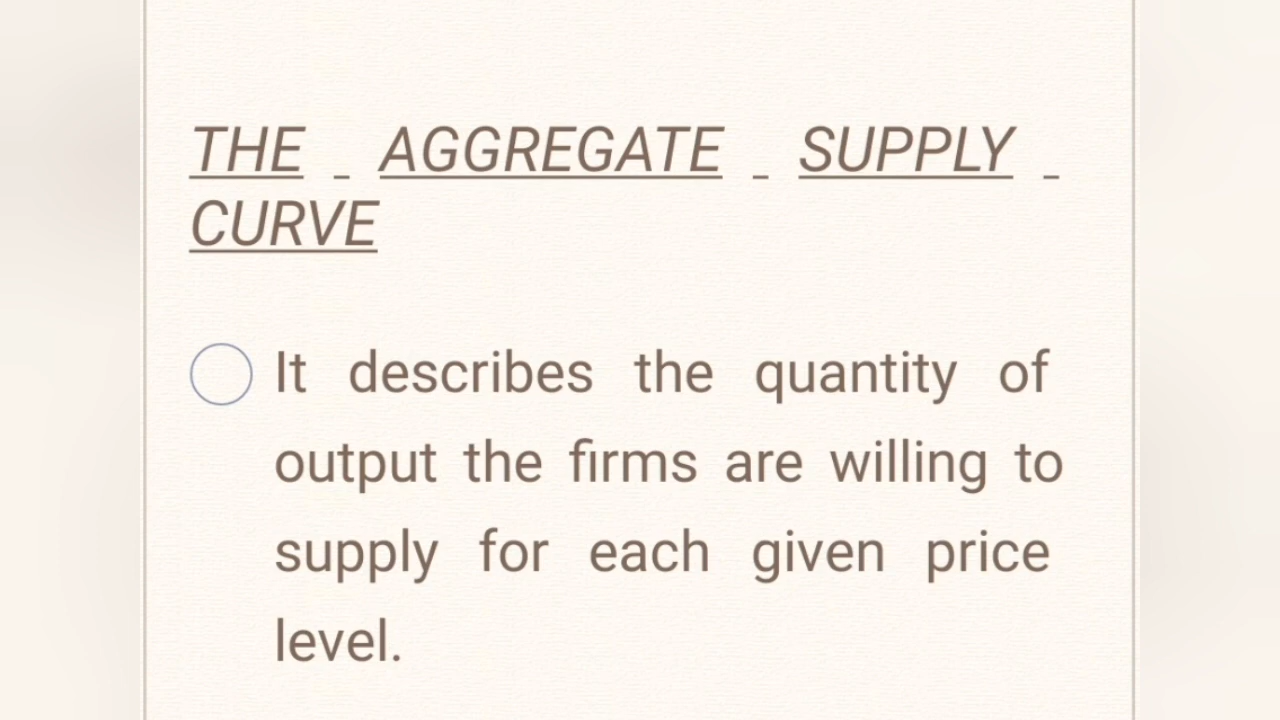 THE AGGREGATE SUPPLY
CURVE
It describes the quantity of
output the firms are willing to
supply for each given price
level.